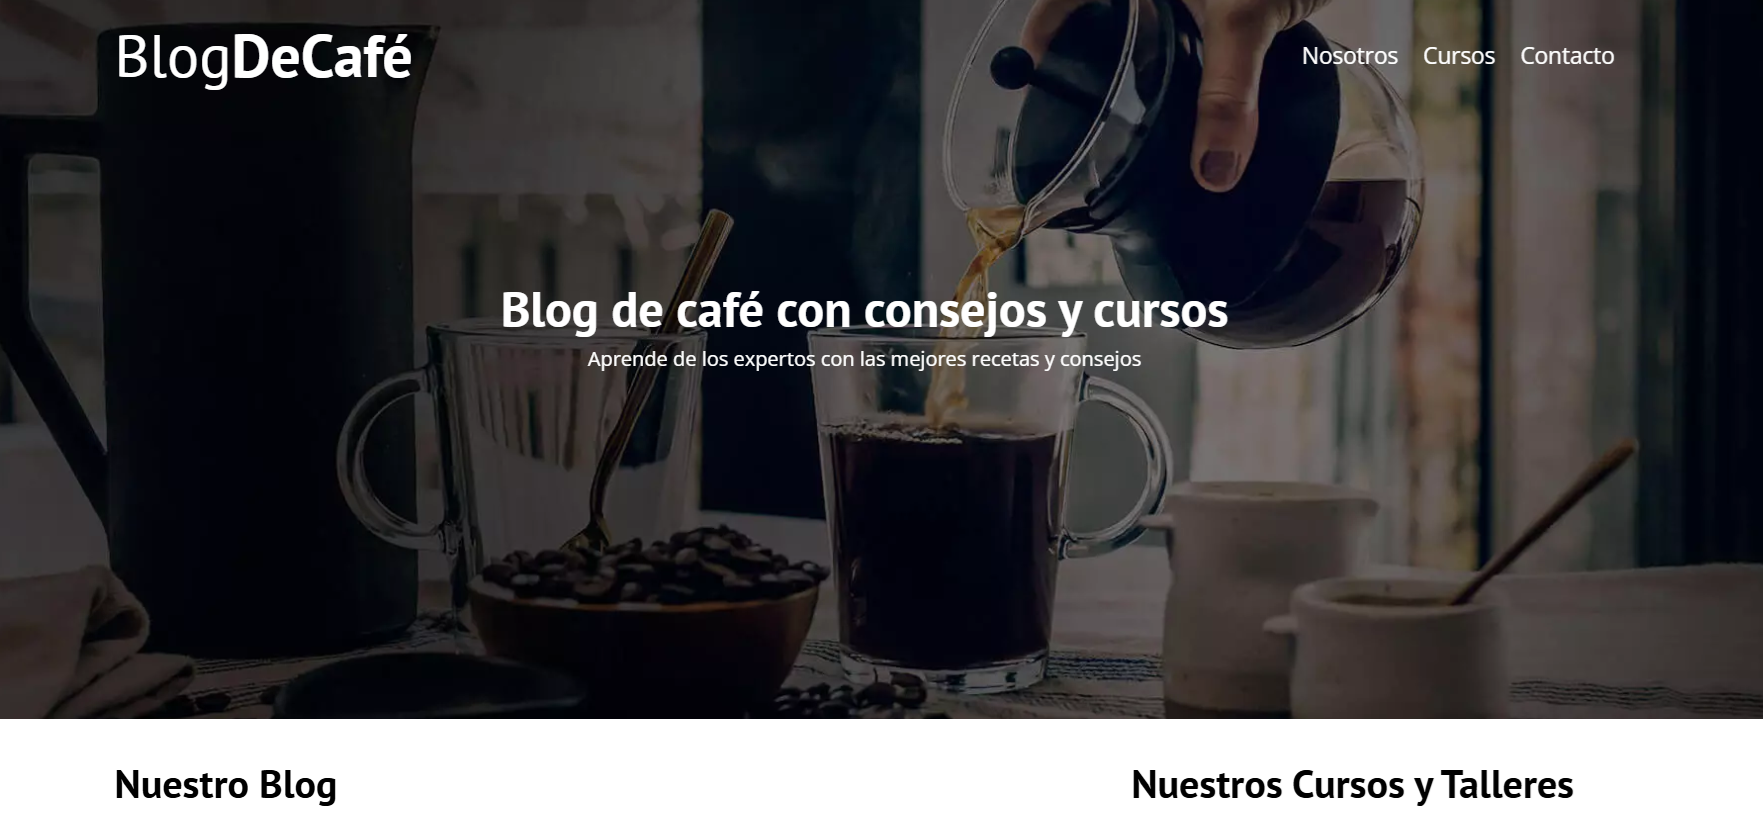 BlogDeCafé
Nosotros Cursos Contacto
Blog de café con consejos y cursos
Aprende de los expertos con las mejores recetas y consejos
Nuestro Blog
Nuestros Cursos y Talleres